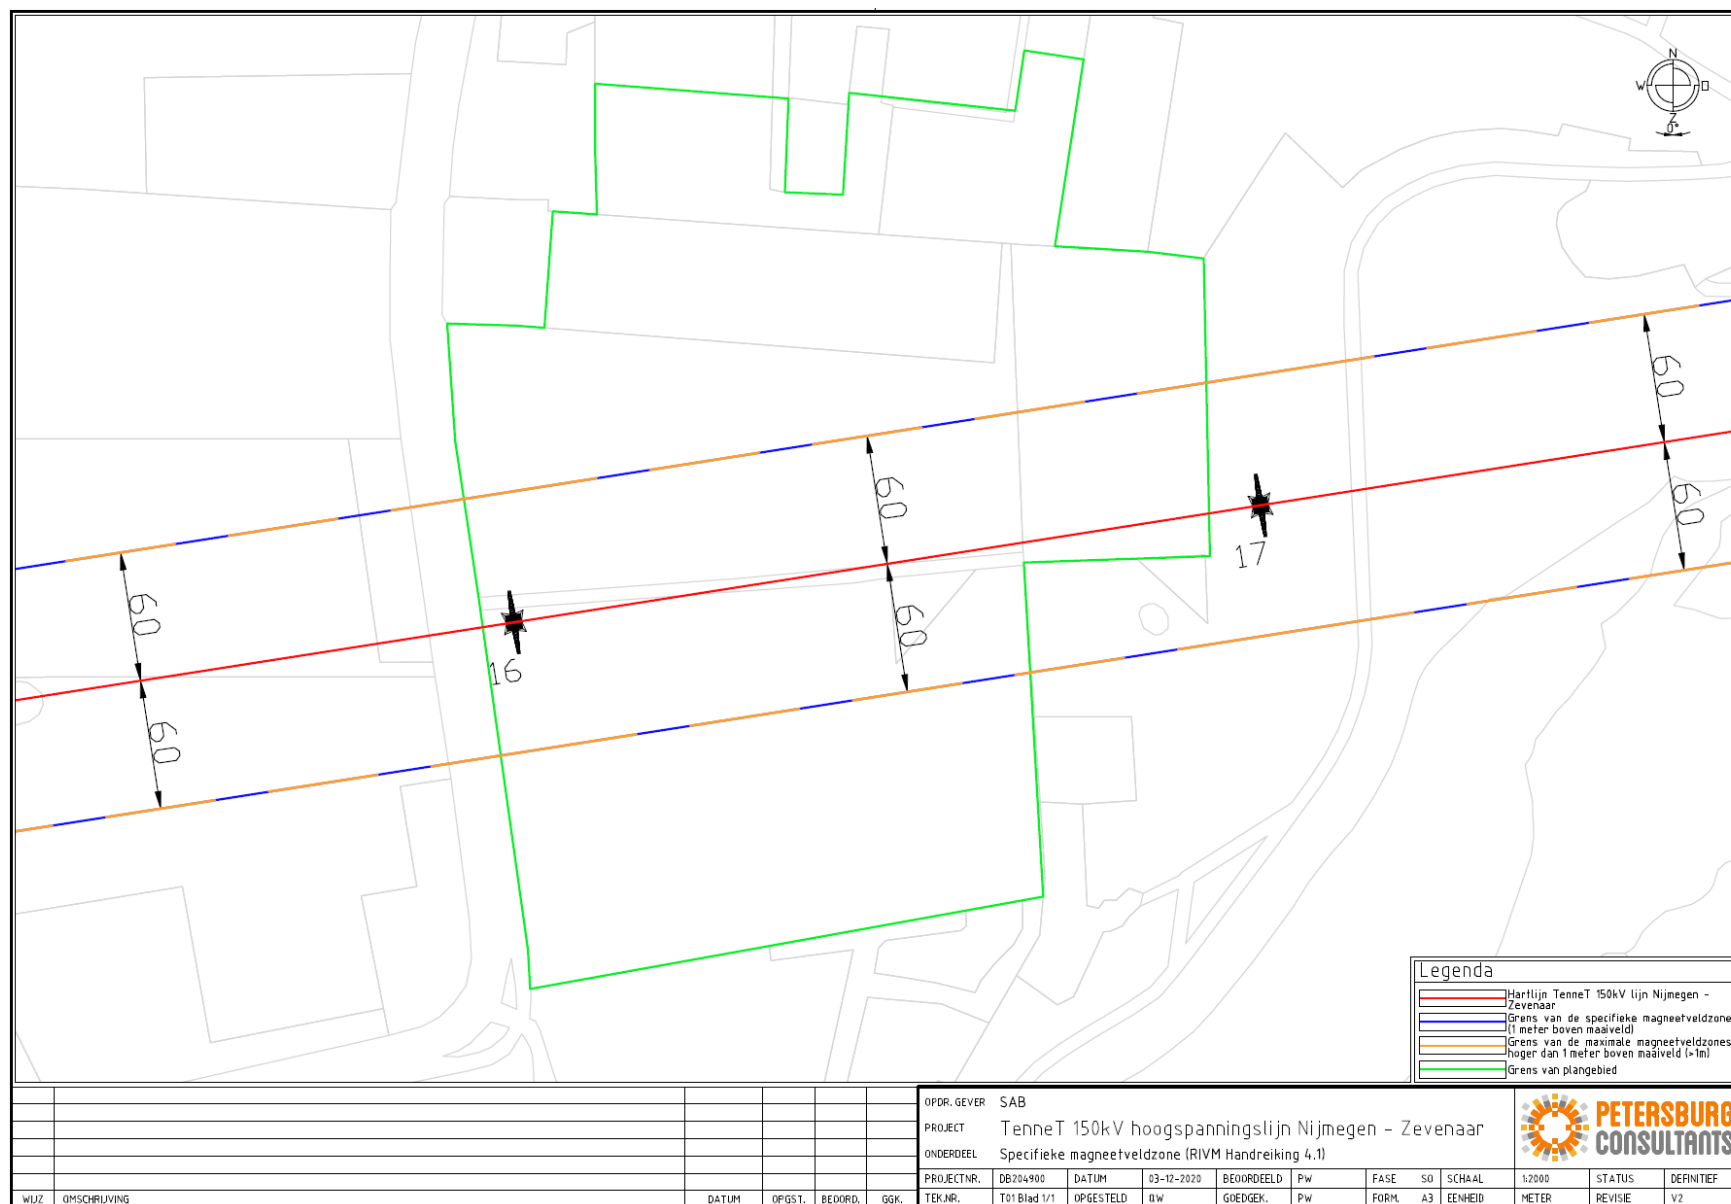 N
W O
Z
0°
60
60
60
60
60
60
16
17
Legenda
Hartlijn TenneT 150kV lijn Nijmegen -
Zevenaar
Grens van de specifieke magneetveldzone
(1 meter boven maaiveld)
Grens van de maximale magneetveldzones
hoger dan 1 meter boven maaiveld (>1m)
Grens van plangebied
OPDR. GEVER SAB
PROJECT TenneT 150kV hoogspanningslijn Nijmegen - Zevenaar
ONDERDEEL Specifieke magneetveldzone (RIVM Handreiking 4.1)
PETERSBURG
CONSULTANTS
PROJECTNR. DB204900 DATUM 03-12-2020 BEOORDEELD PW FASE SO SCHAAL 1:2000 STATUS DEFINITIEF
WIJZ OMSCHRIJVING DATUM OPGST. BEOORD. GGK. TEK.NR. T01 Blad 1/1 OPGESTELD QW GOEDGEK. PW FORM. A3 EENHEID METER REVISIE V2